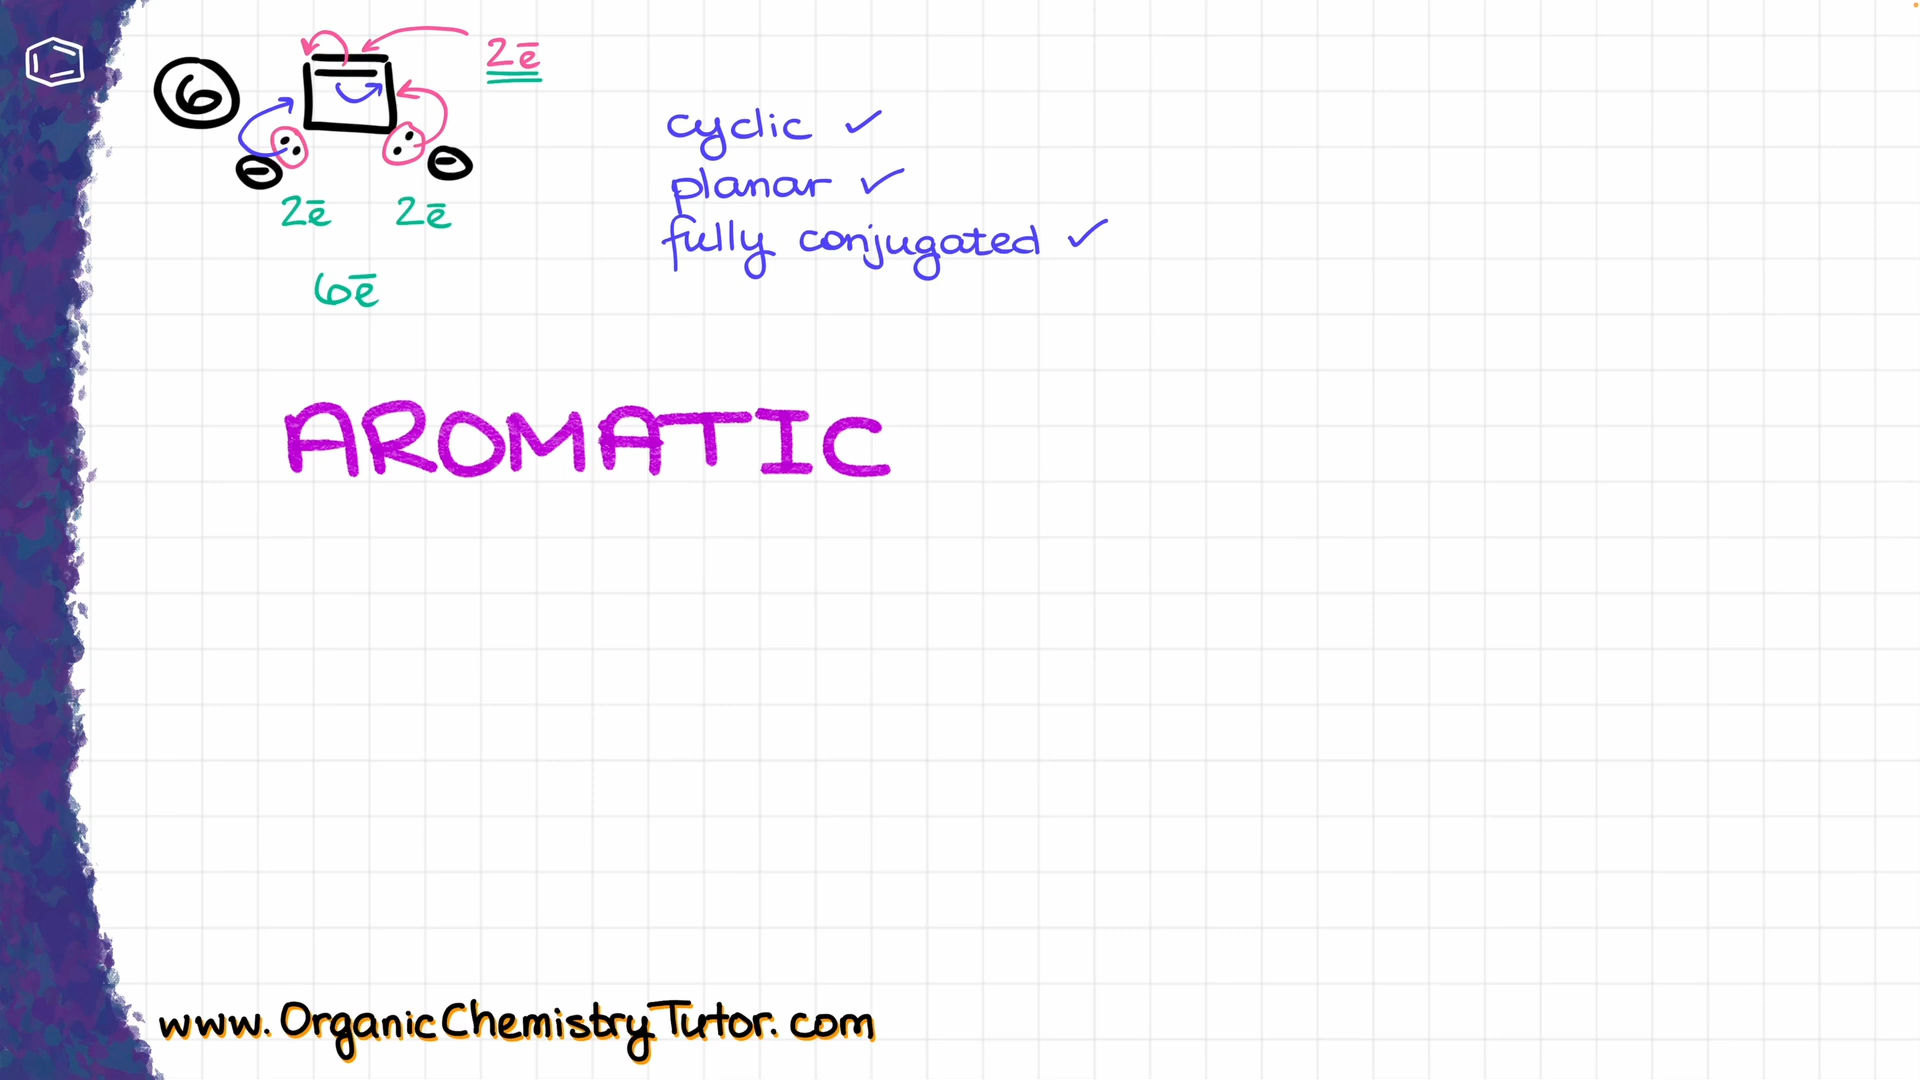 6
2ē
cyclic ✓
planar ✓
fully conjugated ✓
2ē 2ē
6ē
AROMATIC
www.OrganicChemistryTutor.com